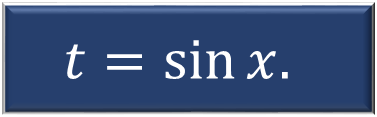 t = sin x.